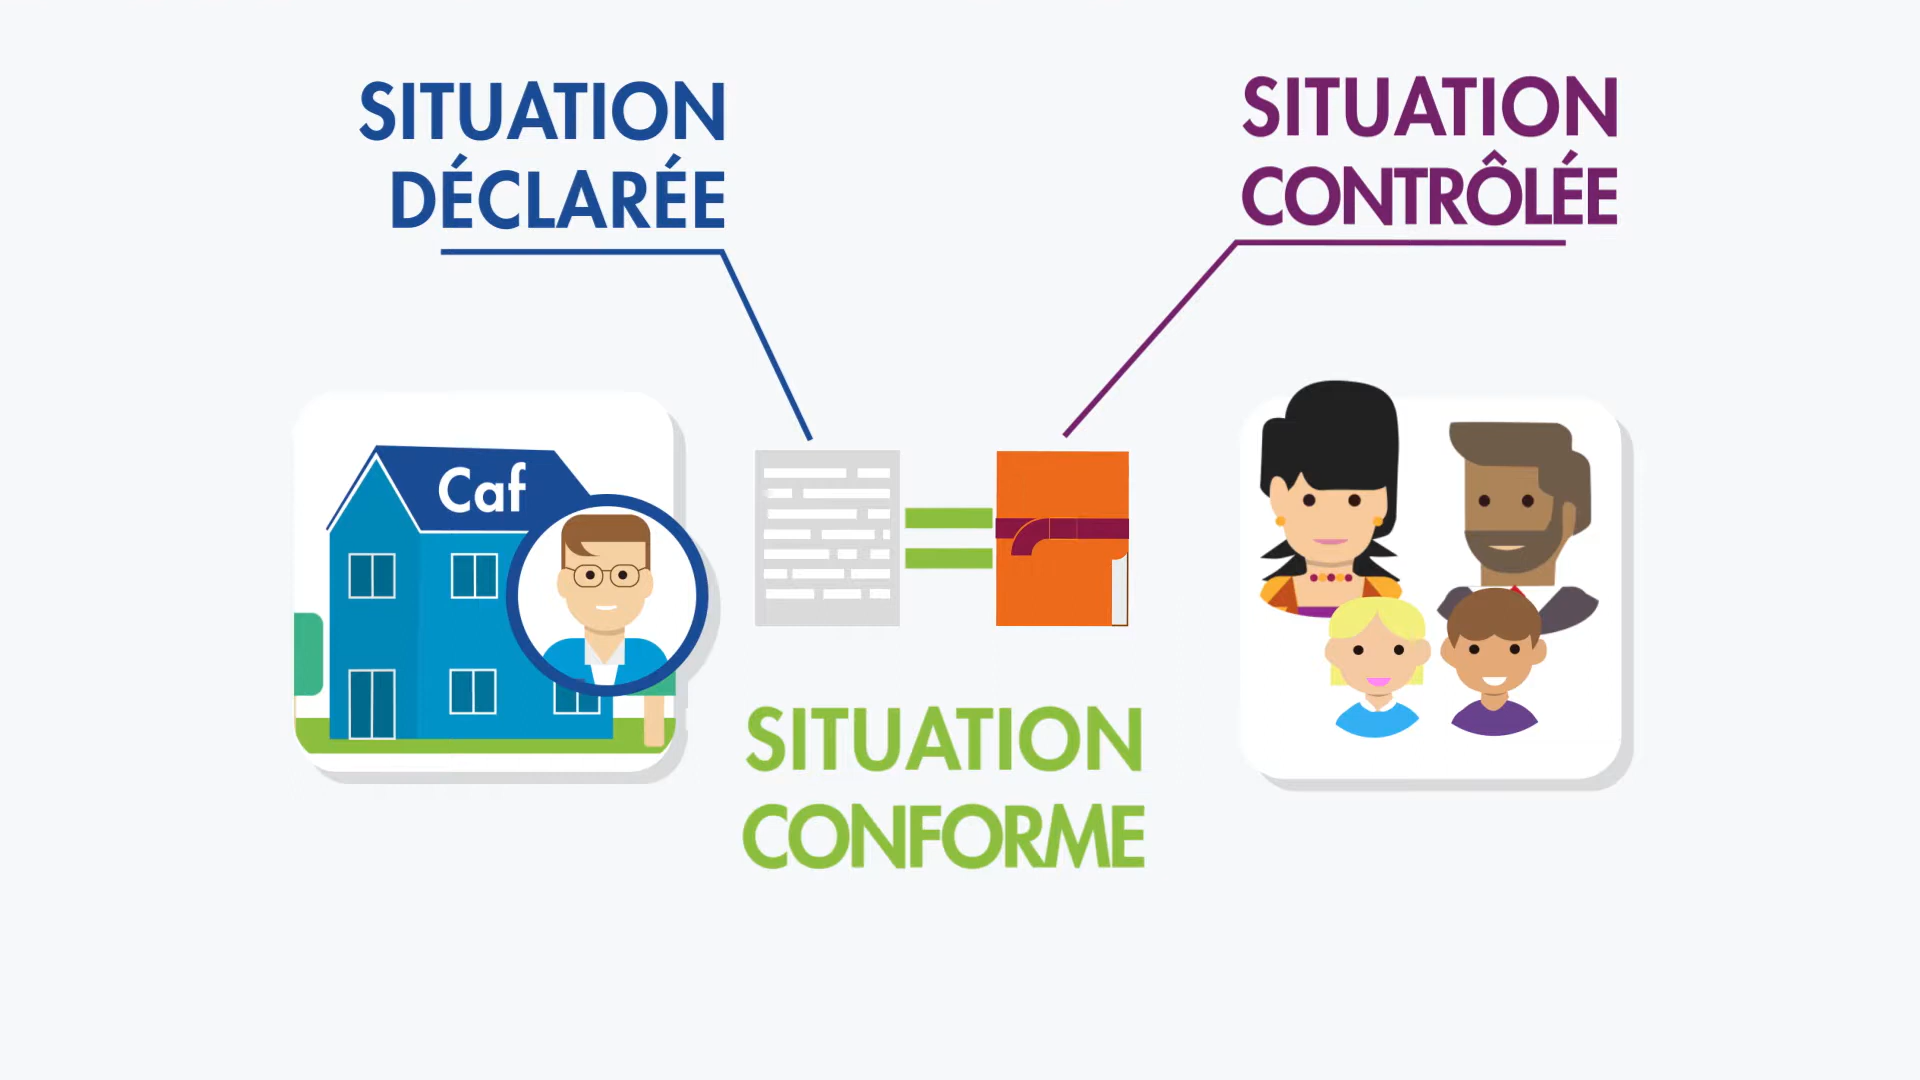 SITUATION
DÉCLARÉE
SITUATION
CONTRÔLÉE
Caf
SITUATION
CONFORME